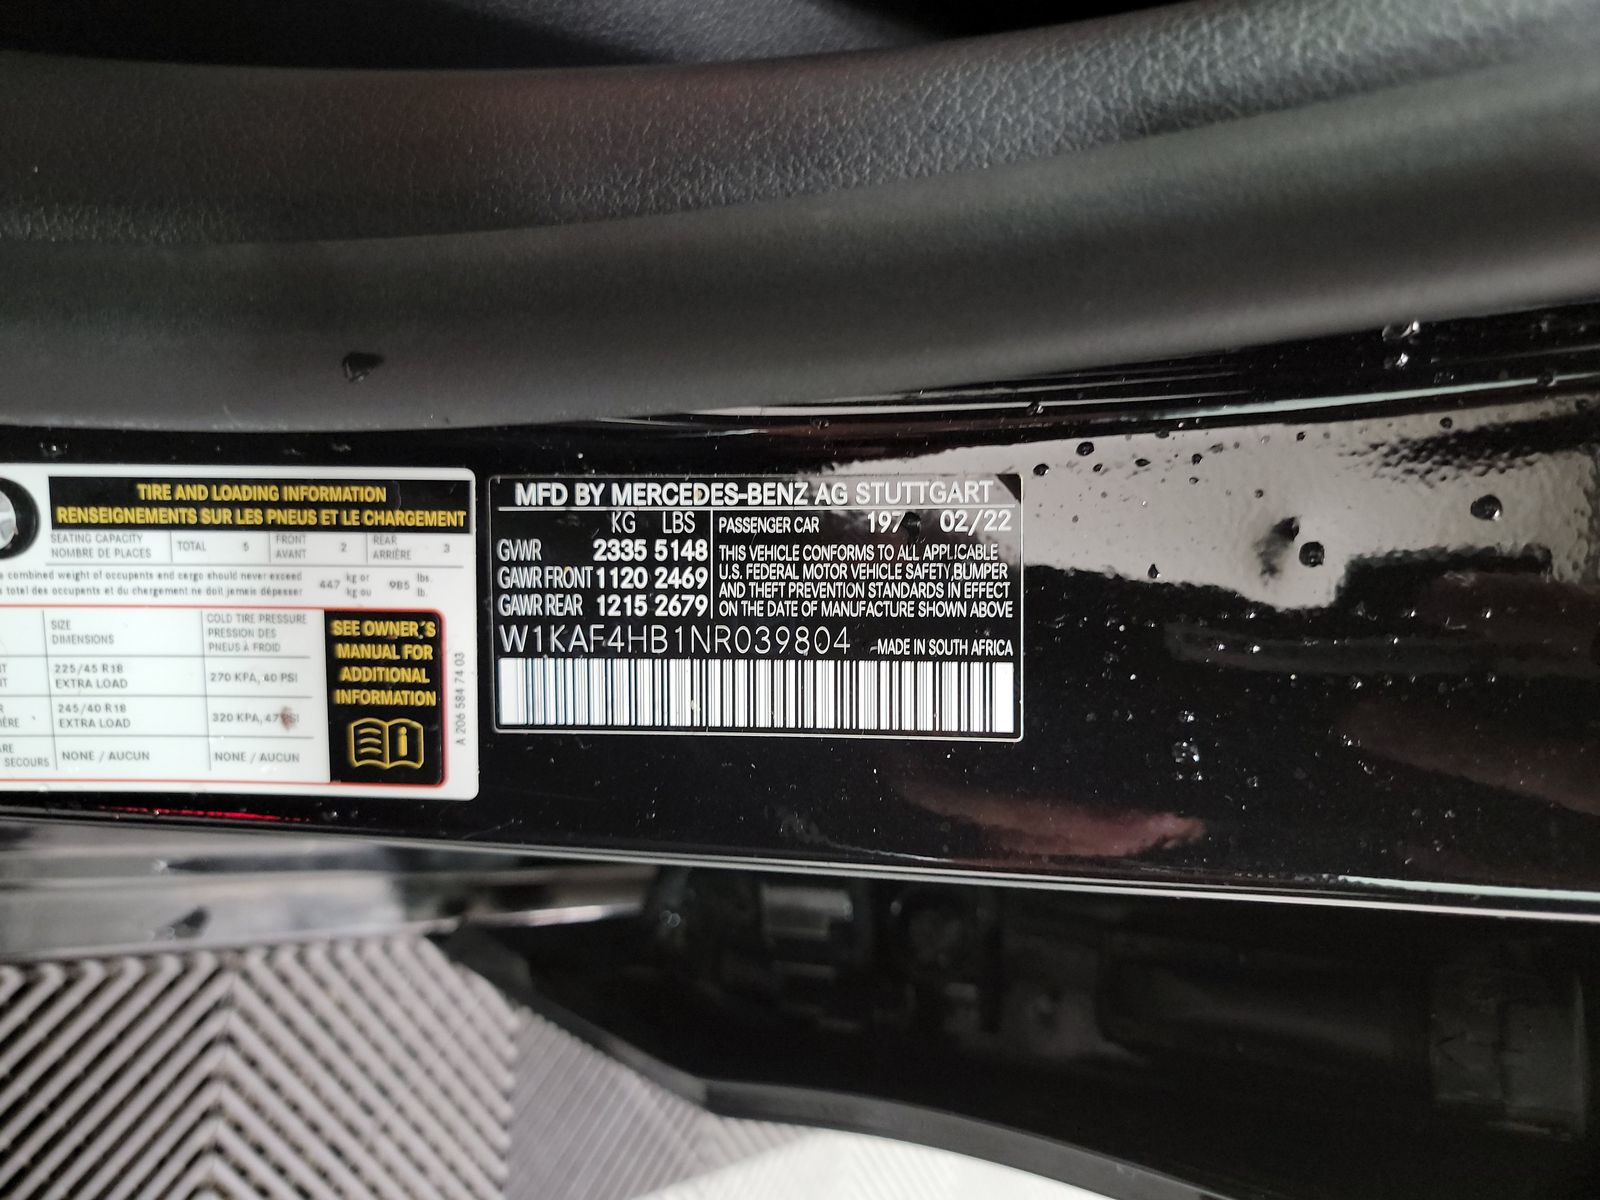 TIRE AND LOADING INFORMATION
RENSEIGNEMENTS SUR LES PNEUS ET LE CHARGEMENT
SEATING CAPACITY
NOMBRE DE PLACES
TOTAL 5
FRONT
AVANT
2
REAR
ARRIÈRE
3
combined weight of occupants and cargo should never exceed
total des occupants et du chargement ne doit jamais dépasser
447 kg or
kg ou
985 lbs.
lb.
SIZE
DIMENSIONS
COLD TIRE PRESSURE
PRESSION DES
PNEUS À FROID
225/45 R18
EXTRA LOAD
270 KPA, 40 PSI
245/40 R18
EXTRA LOAD
320 KPA, 47 PSI
SECOURS
NONE / AUCUN
NONE / AUCUN
SEE OWNER'S
MANUAL FOR
ADDITIONAL
INFORMATION
A 206 584 74 03
MFD BY MERCEDES-BENZ AG STUTTGART
KG LBS
GVWR 2335 5148
GAWR FRONT 1120 2469
GAWR REAR 1215 2679
PASSENGER CAR 02/22
THIS VEHICLE CONFORMS TO ALL APPLICABLE
U.S. FEDERAL MOTOR VEHICLE SAFETY,BUMPER
AND THEFT PREVENTION STANDARDS IN EFFECT
ON THE DATE OF MANUFACTURE SHOWN ABOVE
W1KAF4HB1NR039804
MADE IN SOUTH AFRICA